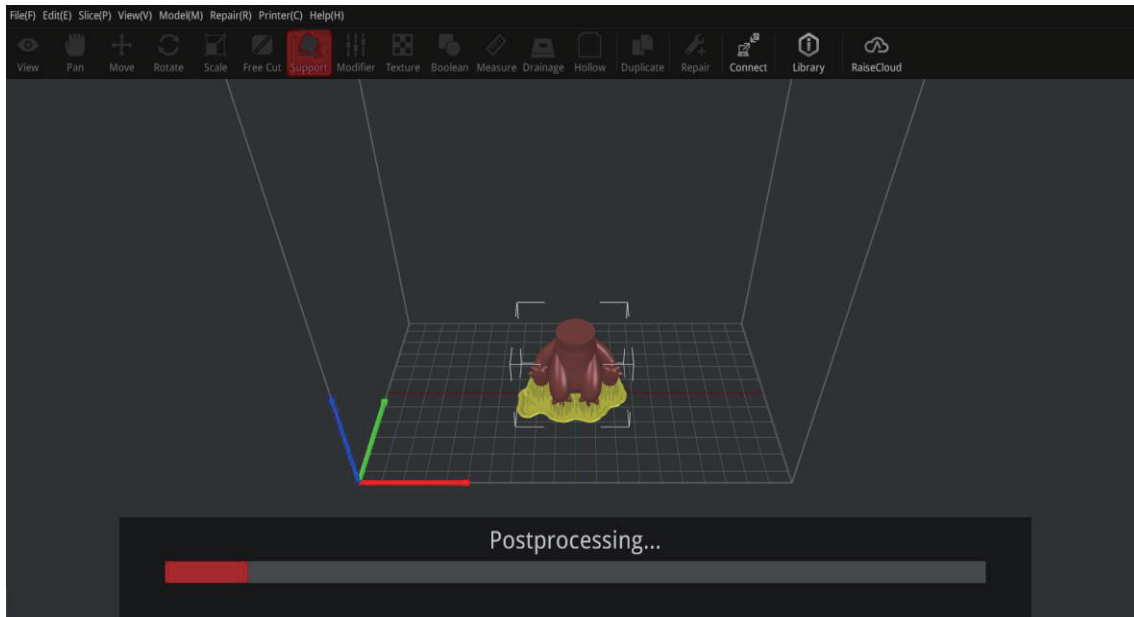 File(F) Edit(E) Slice(P) View(V) Model(M) Repair(R) Printer(C) Help(H)
View Pan Move Rotate Scale Free Cut Support Modifier Texture Boolean Measure Drainage Hollow Duplicate Repair Connect Library RaiseCloud
Postprocessing...